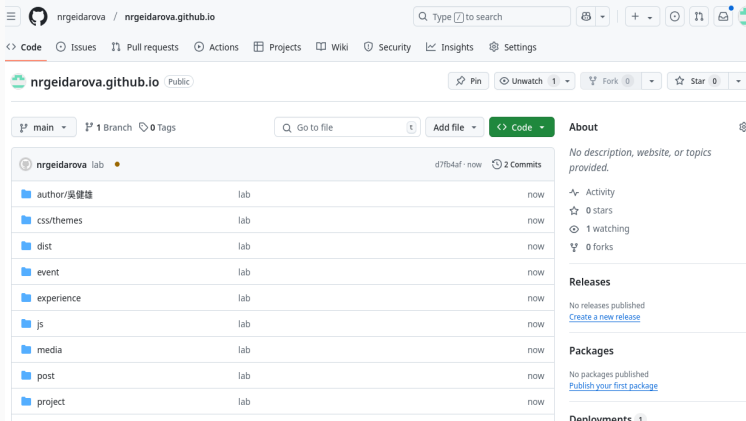 nrgeidarova / nrgeidarova.github.io
Type / to search
Code Issues Pull requests Actions Projects Wiki Security Insights Settings
nrgeidarova.github.io Public
Pin Unwatch 1 Fork 0 Star 0
main 1 Branch 0 Tags Go to file t Add file Code
nrgeidarova lab d7fb4af · now 2 Commits
author/吳健雄 lab now
css/themes lab now
dist lab now
event lab now
experience lab now
js lab now
media lab now
post lab now
project lab now
About
No description, website, or topics
provided.
Activity
0 stars
1 watching
0 forks
Releases
No releases published
Create a new release
Packages
No packages published
Publish your first package
Deployments 1